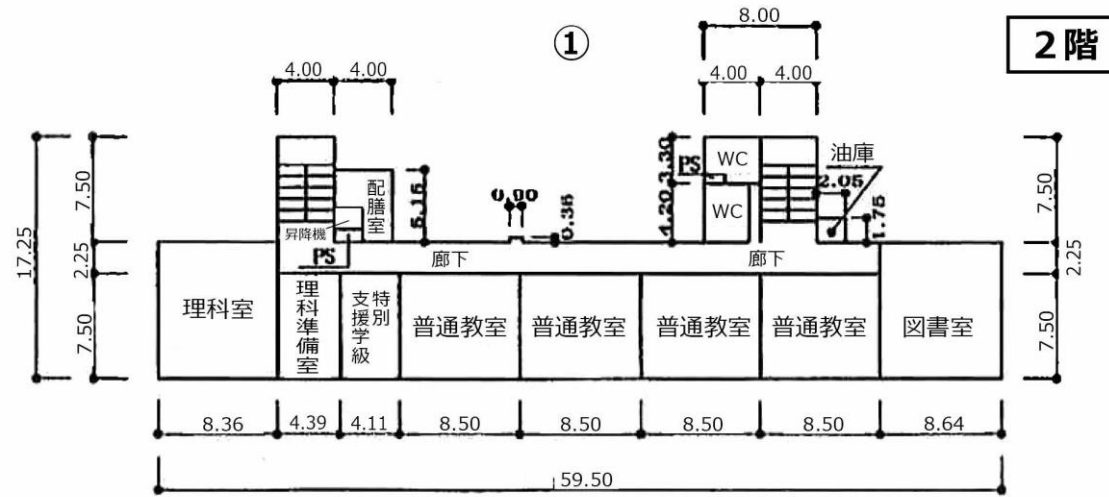 8.00
①
2階
4.00
4.00
4.00
4.00
17.25
7.50
2.25
7.50
配膳室
5.15
昇降機
PS
0.90
0.35
PS
3.30
4.20
WC
WC
油庫
2.05
1.75
7.50
2.25
7.50
廊下
廊下
理科室
理科準備室
特別
支援学級
普通教室
普通教室
普通教室
普通教室
図書室
8.36
4.39
4.11
8.50
8.50
8.50
8.50
8.64
59.50